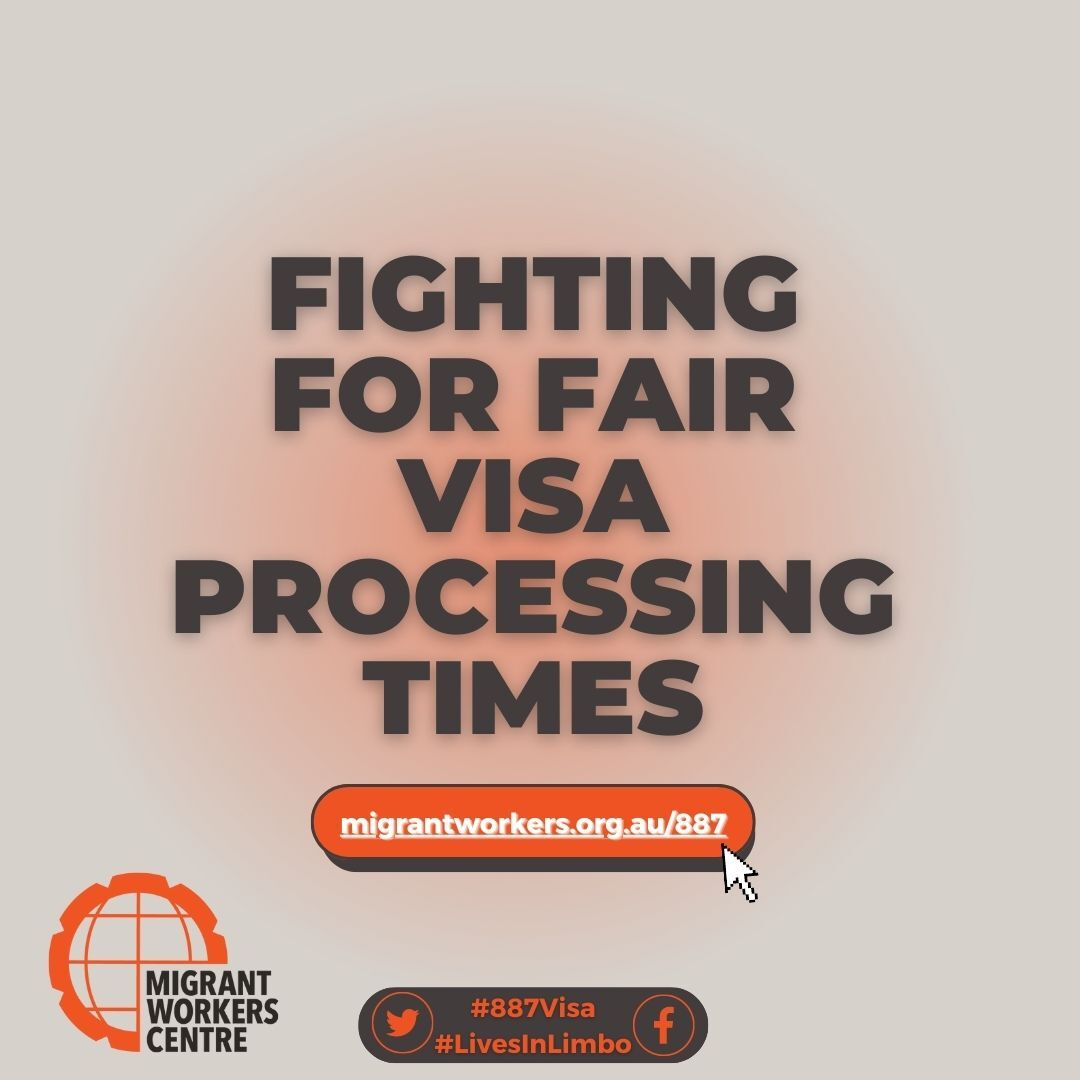 FIGHTING
FOR FAIR
VISA
PROCESSING
TIMES
migrantworkers.org.au/887
MIGRANT
WORKERS
CENTRE
#887Visa
#LivesInLimbo